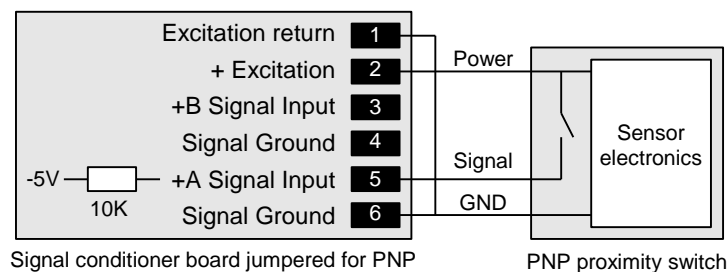 Excitation return 1
+ Excitation 2
+B Signal Input 3
Signal Ground 4
-5V
10K
+A Signal Input 5
Signal Ground 6
Power
Signal
GND
Sensor
electronics
Signal conditioner board jumpered for PNP
PNP proximity switch